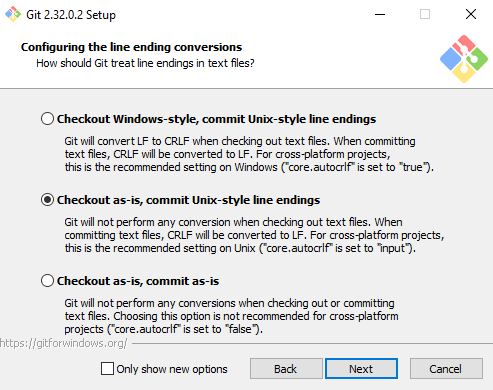 Git 2.32.0.2 Setup
Configuring the line ending conversions
How should Git treat line endings in text files?
Checkout Windows-style, commit Unix-style line endings
Git will convert LF to CRLF when checking out text files. When committing
text files, CRLF will be converted to LF. For cross-platform projects,
this is the recommended setting on Windows ("core.autocrlf" is set to "true").
Checkout as-is, commit Unix-style line endings
Git will not perform any conversion when checking out text files. When
committing text files, CRLF will be converted to LF. For cross-platform projects,
this is the recommended setting on Unix ("core.autocrlf" is set to "input").
Checkout as-is, commit as-is
Git will not perform any conversions when checking out or committing
text files. Choosing this option is not recommended for cross-platform
projects ("core.autocrlf" is set to "false").
https://gitforwindows.org/
Only show new options
Back
Next
Cancel